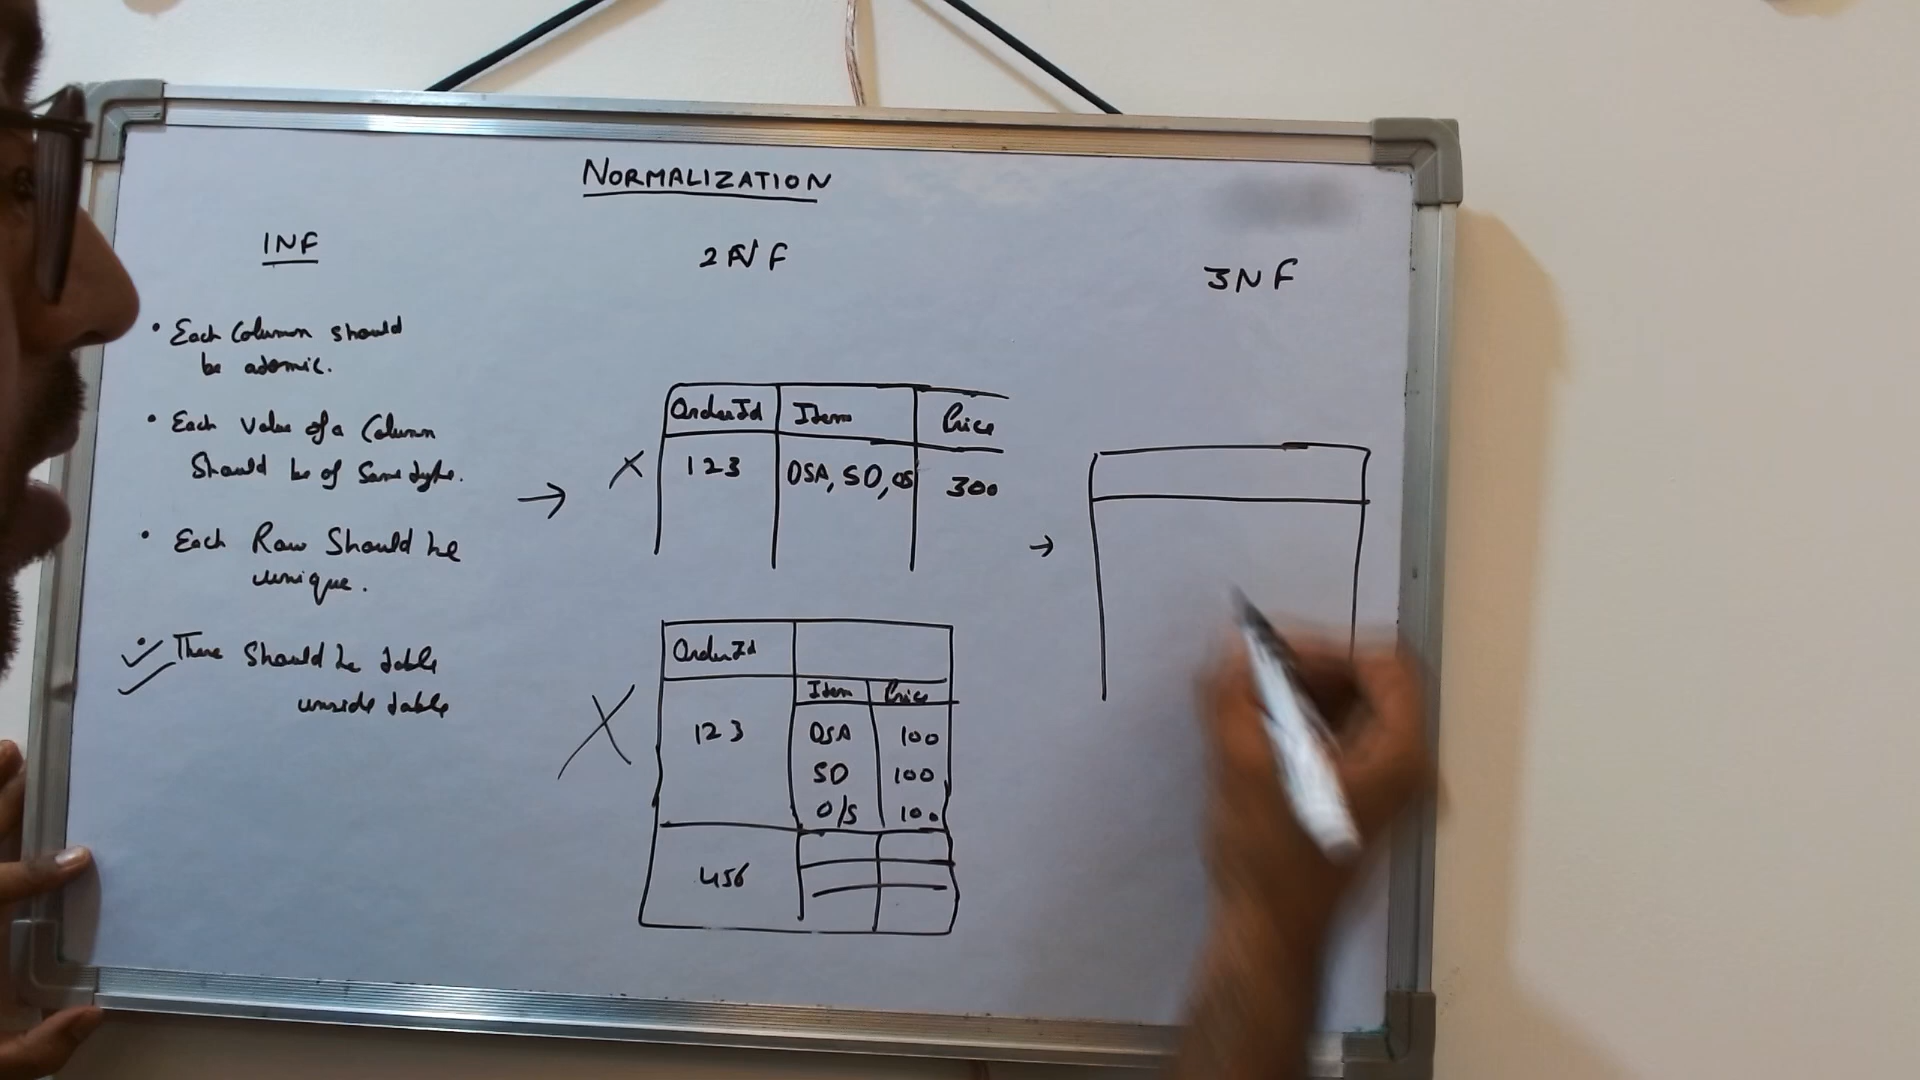 NORMALIZATION
1NF
• Each Column should
be atomic.
• Each Value of a Column
Should be of Same type.
• Each Row Should be
unique.
• There Should be table
inside table
→
2NF
OrderId Item Price
X 123 DSA, SD, OS 300
OrderId
Item Price
X 123 DSA 100
SD 100
O/S 100
456
→
3NF